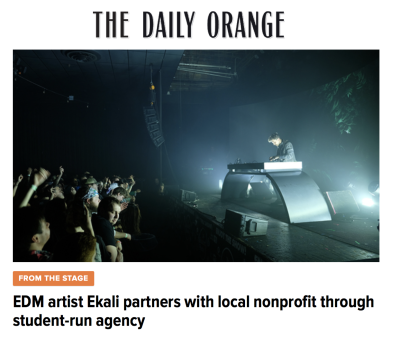 THE DAILY ORANGE
FROM THE STAGE
EDM artist Ekali partners with local nonprofit through
student-run agency